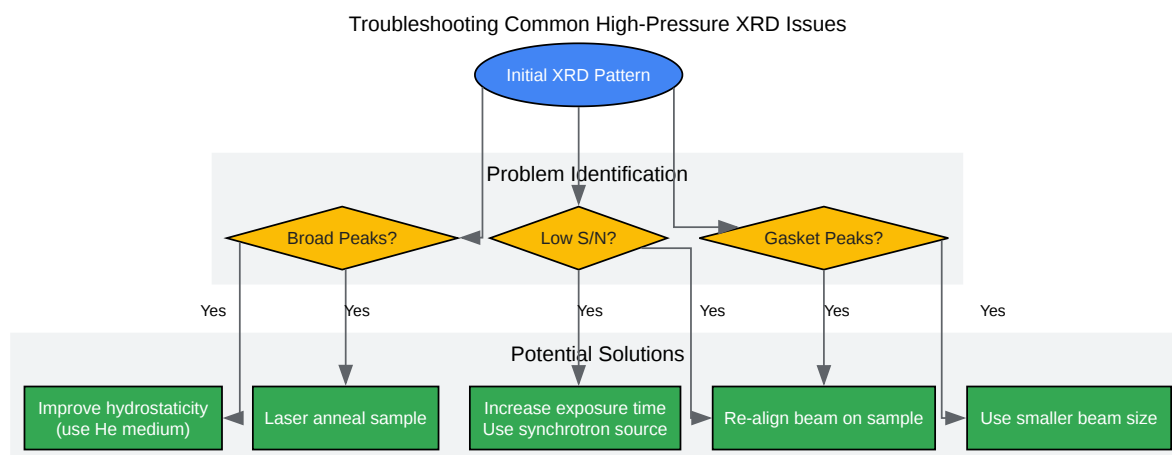 Troubleshooting Common High-Pressure XRD Issues
Initial XRD Pattern
Problem Identification
Broad Peaks?
Low S/N?
Gasket Peaks?
Yes
Yes
Yes
Yes
Yes
Yes
Potential Solutions
Improve hydrostaticity
(use He medium)
Laser anneal sample
Increase exposure time
Use synchrotron source
Re-align beam on sample
Use smaller beam size